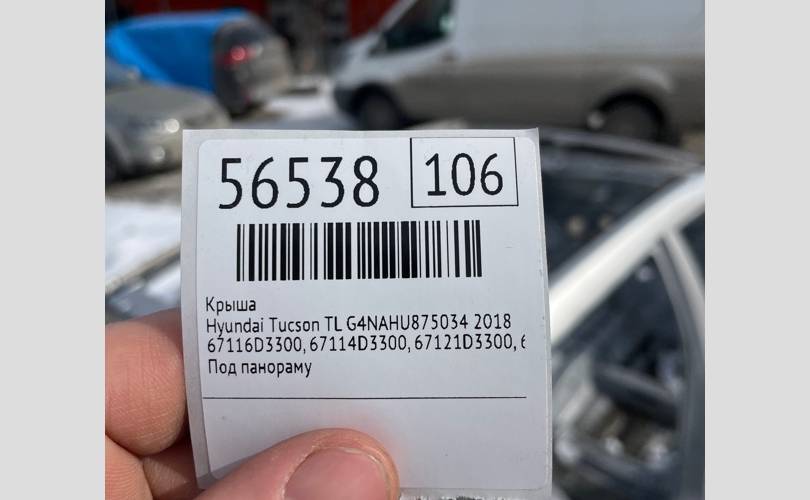 56538 106
Крыша
Hyundai Tucson TL G4NAHU875034 2018
67116D3300, 67114D3300, 67121D3300,
Под панораму